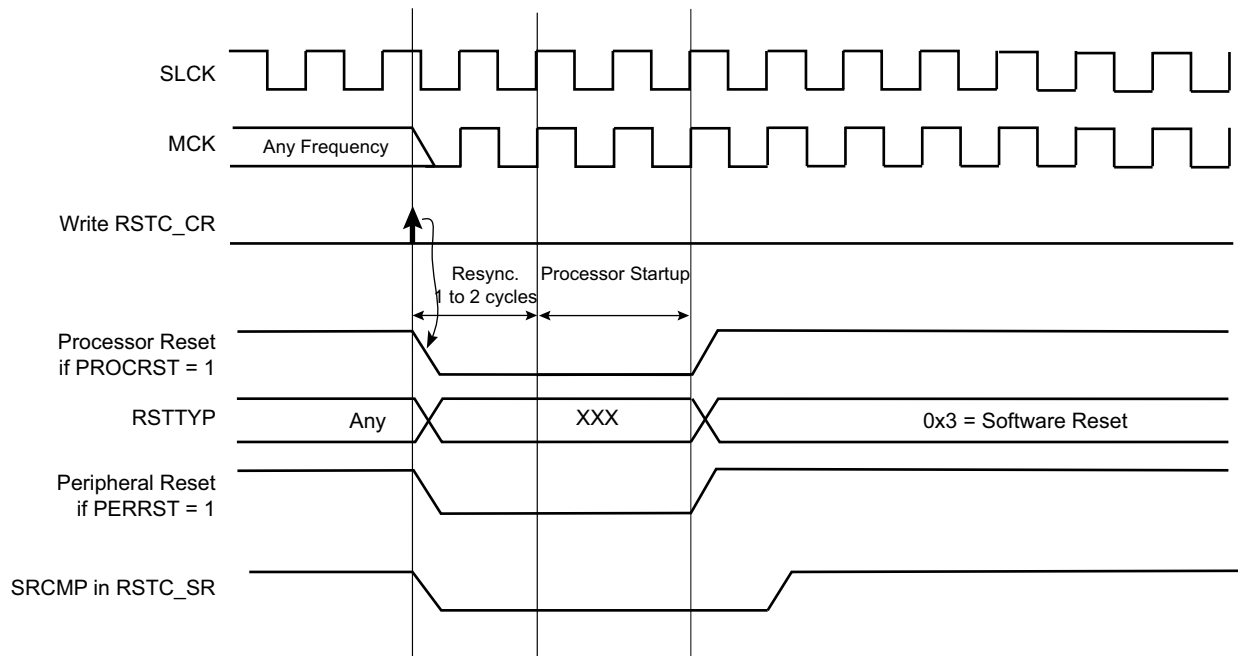 SLCK
MCK
Any Frequency
Write RSTC_CR
Resync.
1 to 2 cycles
Processor Startup
Processor Reset
if PROCRST = 1
RSTTYP
Any
XXX
0x3 = Software Reset
Peripheral Reset
if PERRST = 1
SRCMP in RSTC_SR